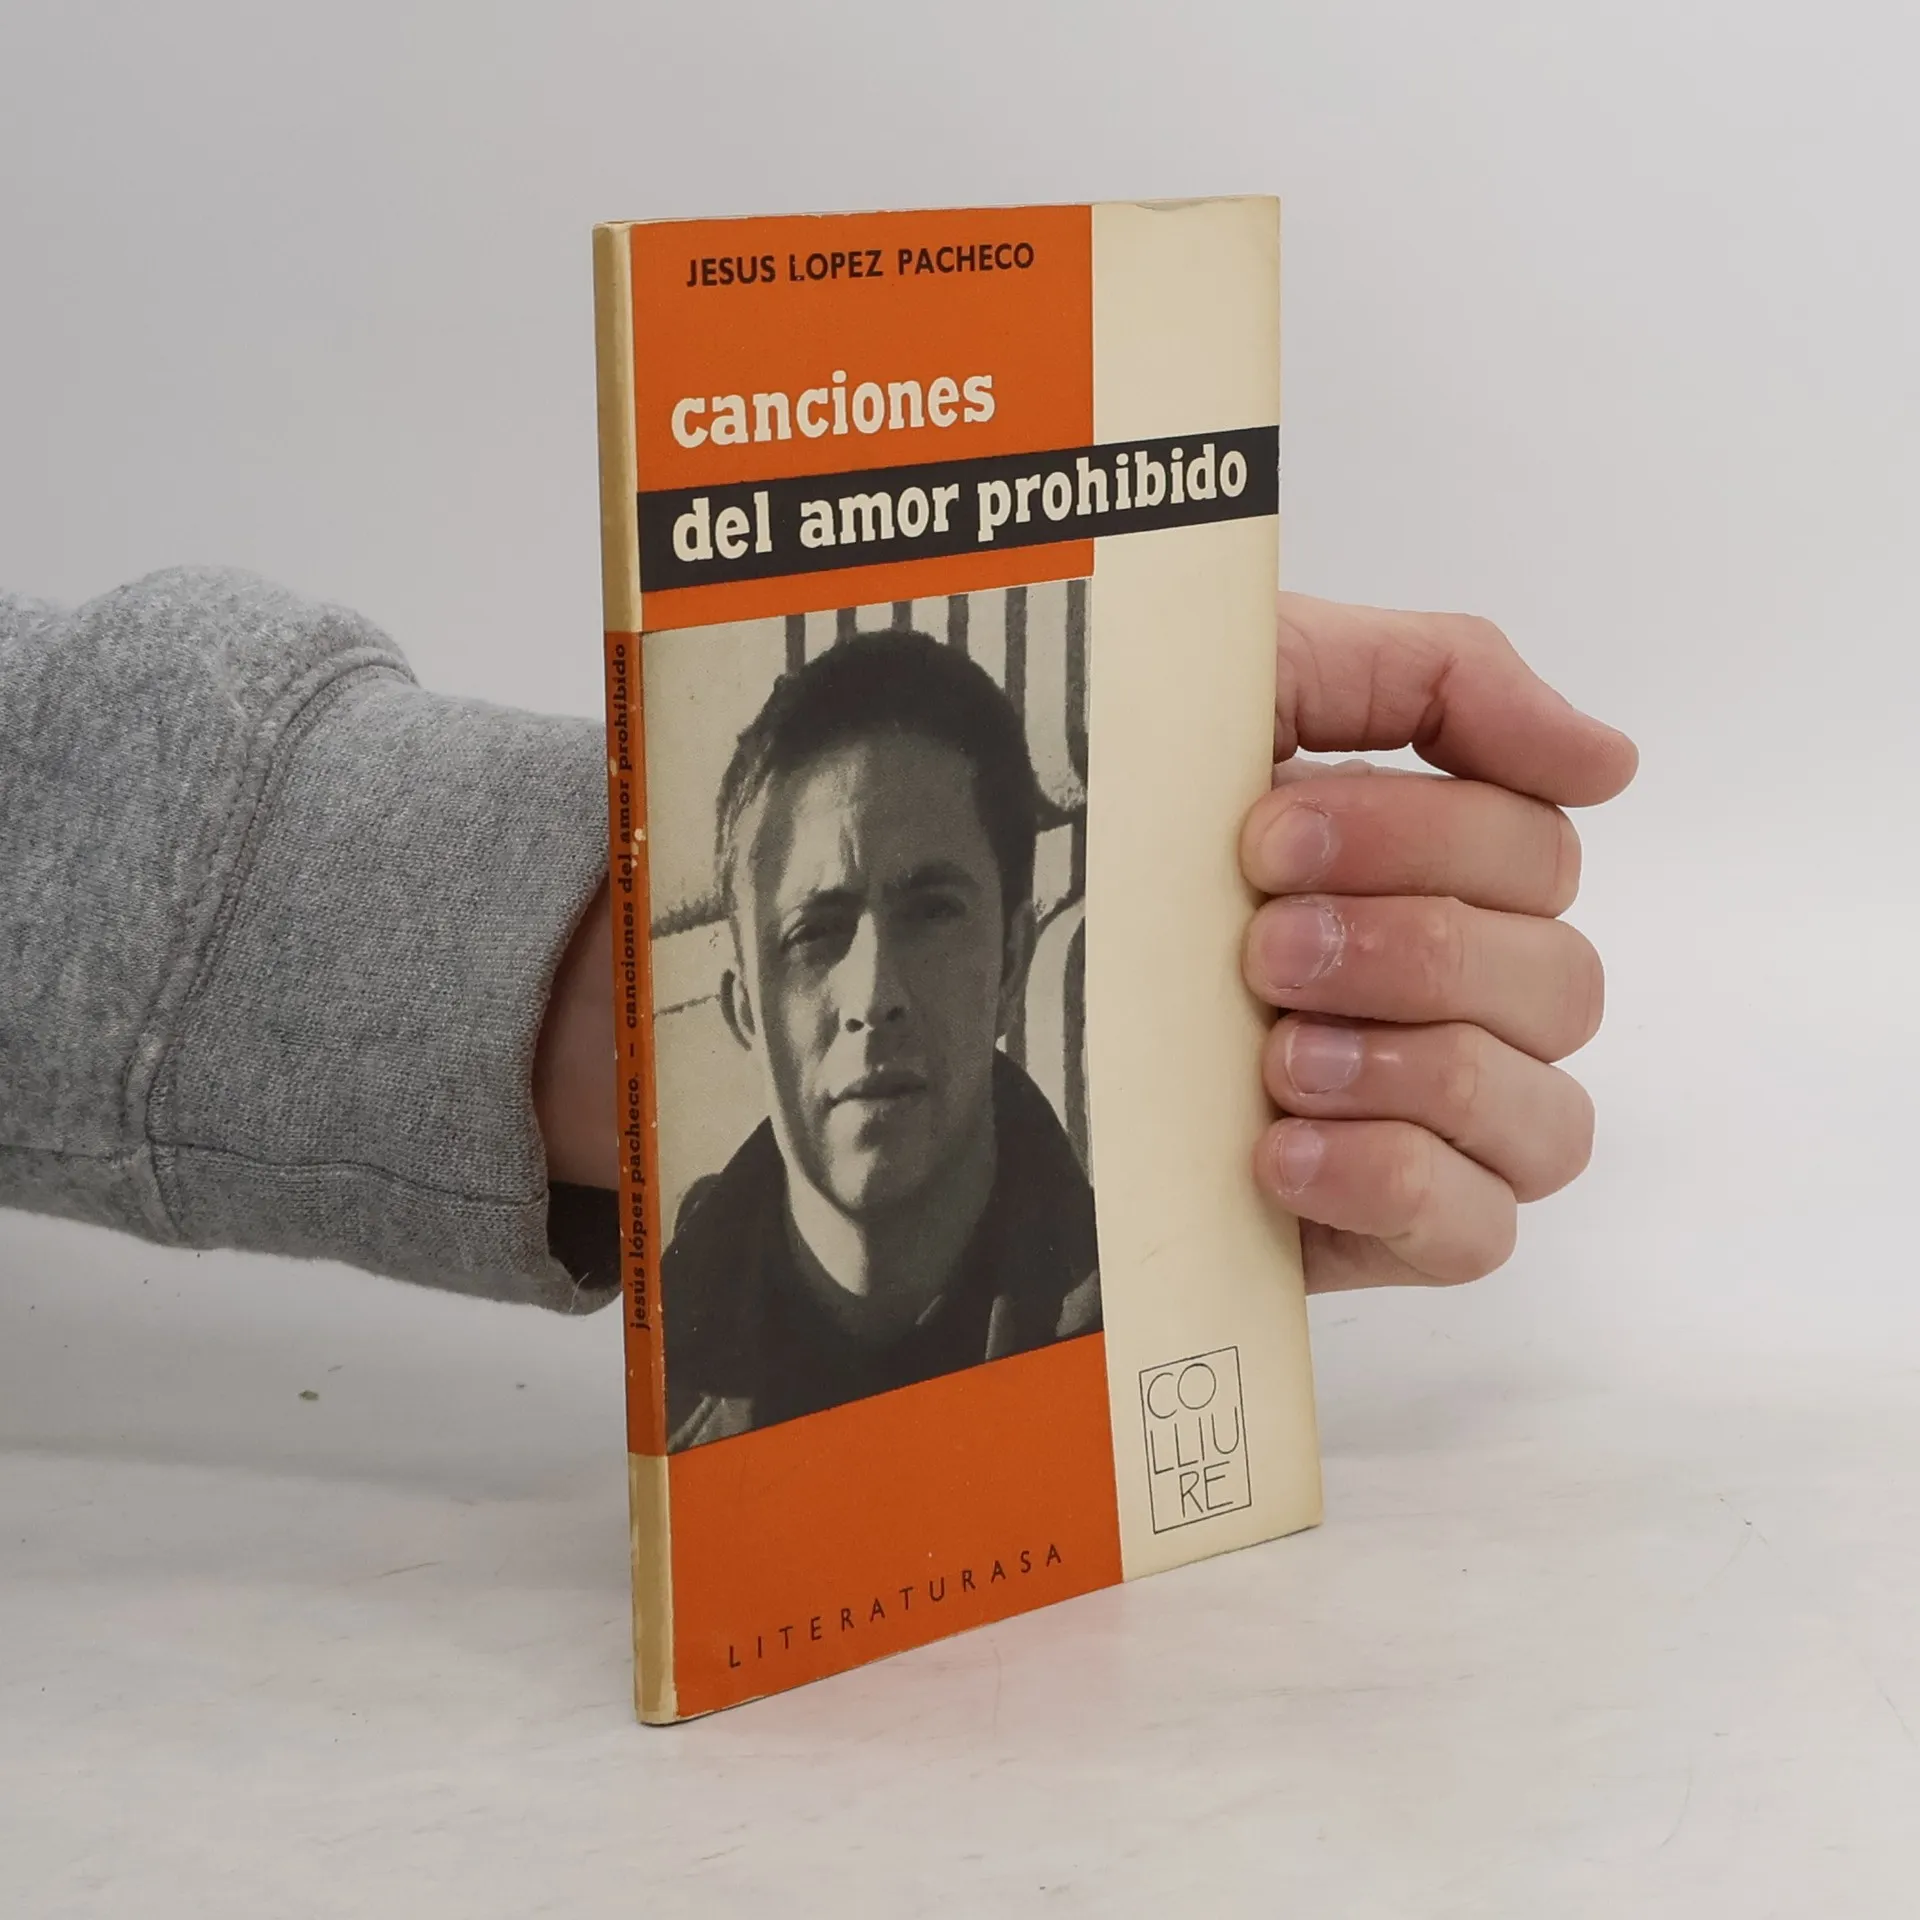 JESUS LOPEZ PACHECO
canciones
del amor prohibido
jesús lópez pacheco. – canciones del amor prohibido
CO
LLIU
RE
LITERATURASA